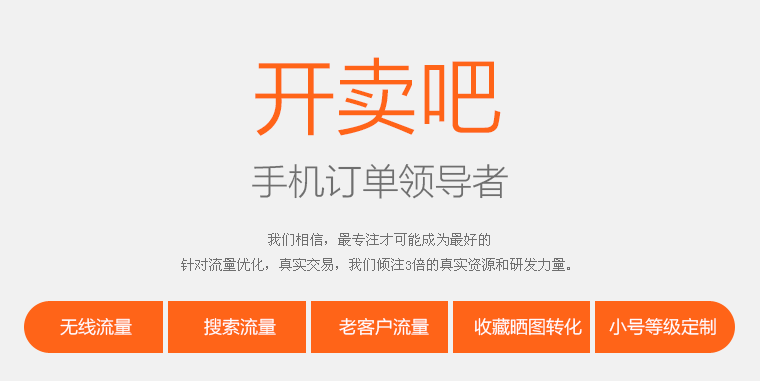 开卖吧
手机订单领导者
我们相信，最专注才可能成为最好的
针对流量优化，真实交易，我们倾注3倍的真实资源和研发力量。
无线流量
搜索流量
老客户流量
收藏晒图转化
小号等级定制